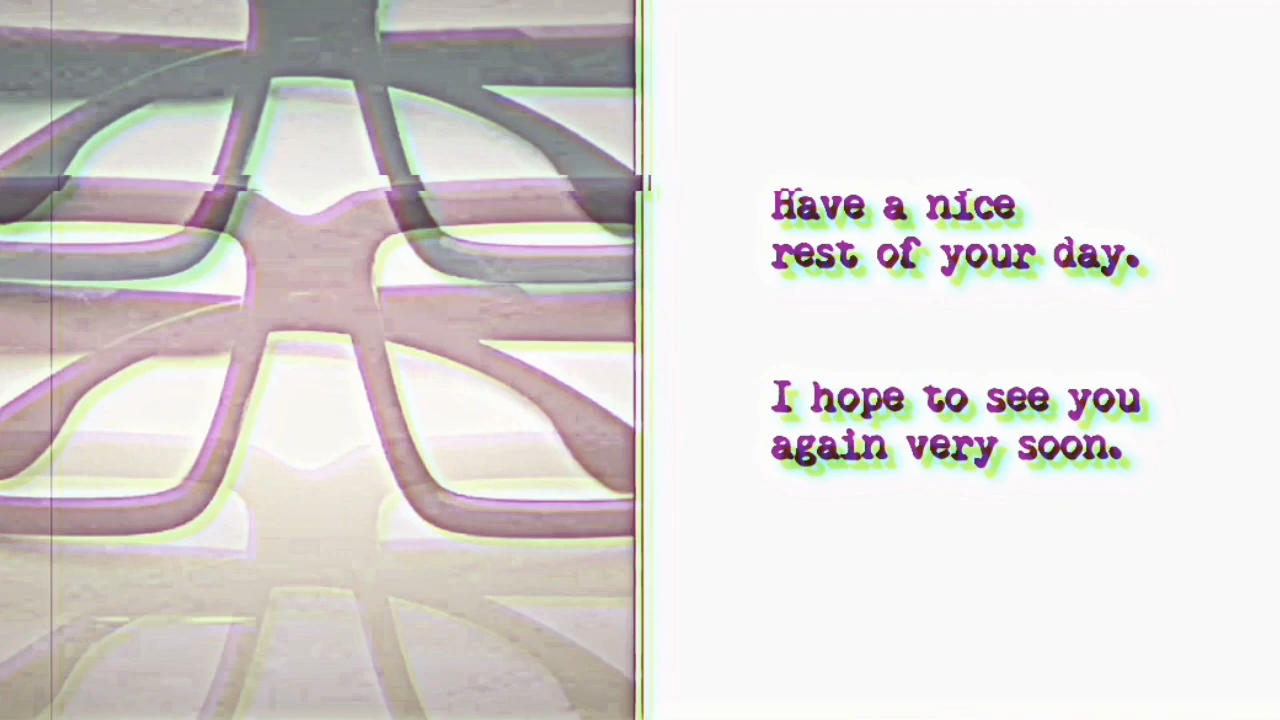 Have a nice
rest of your day.
I hope to see you
again very soon.